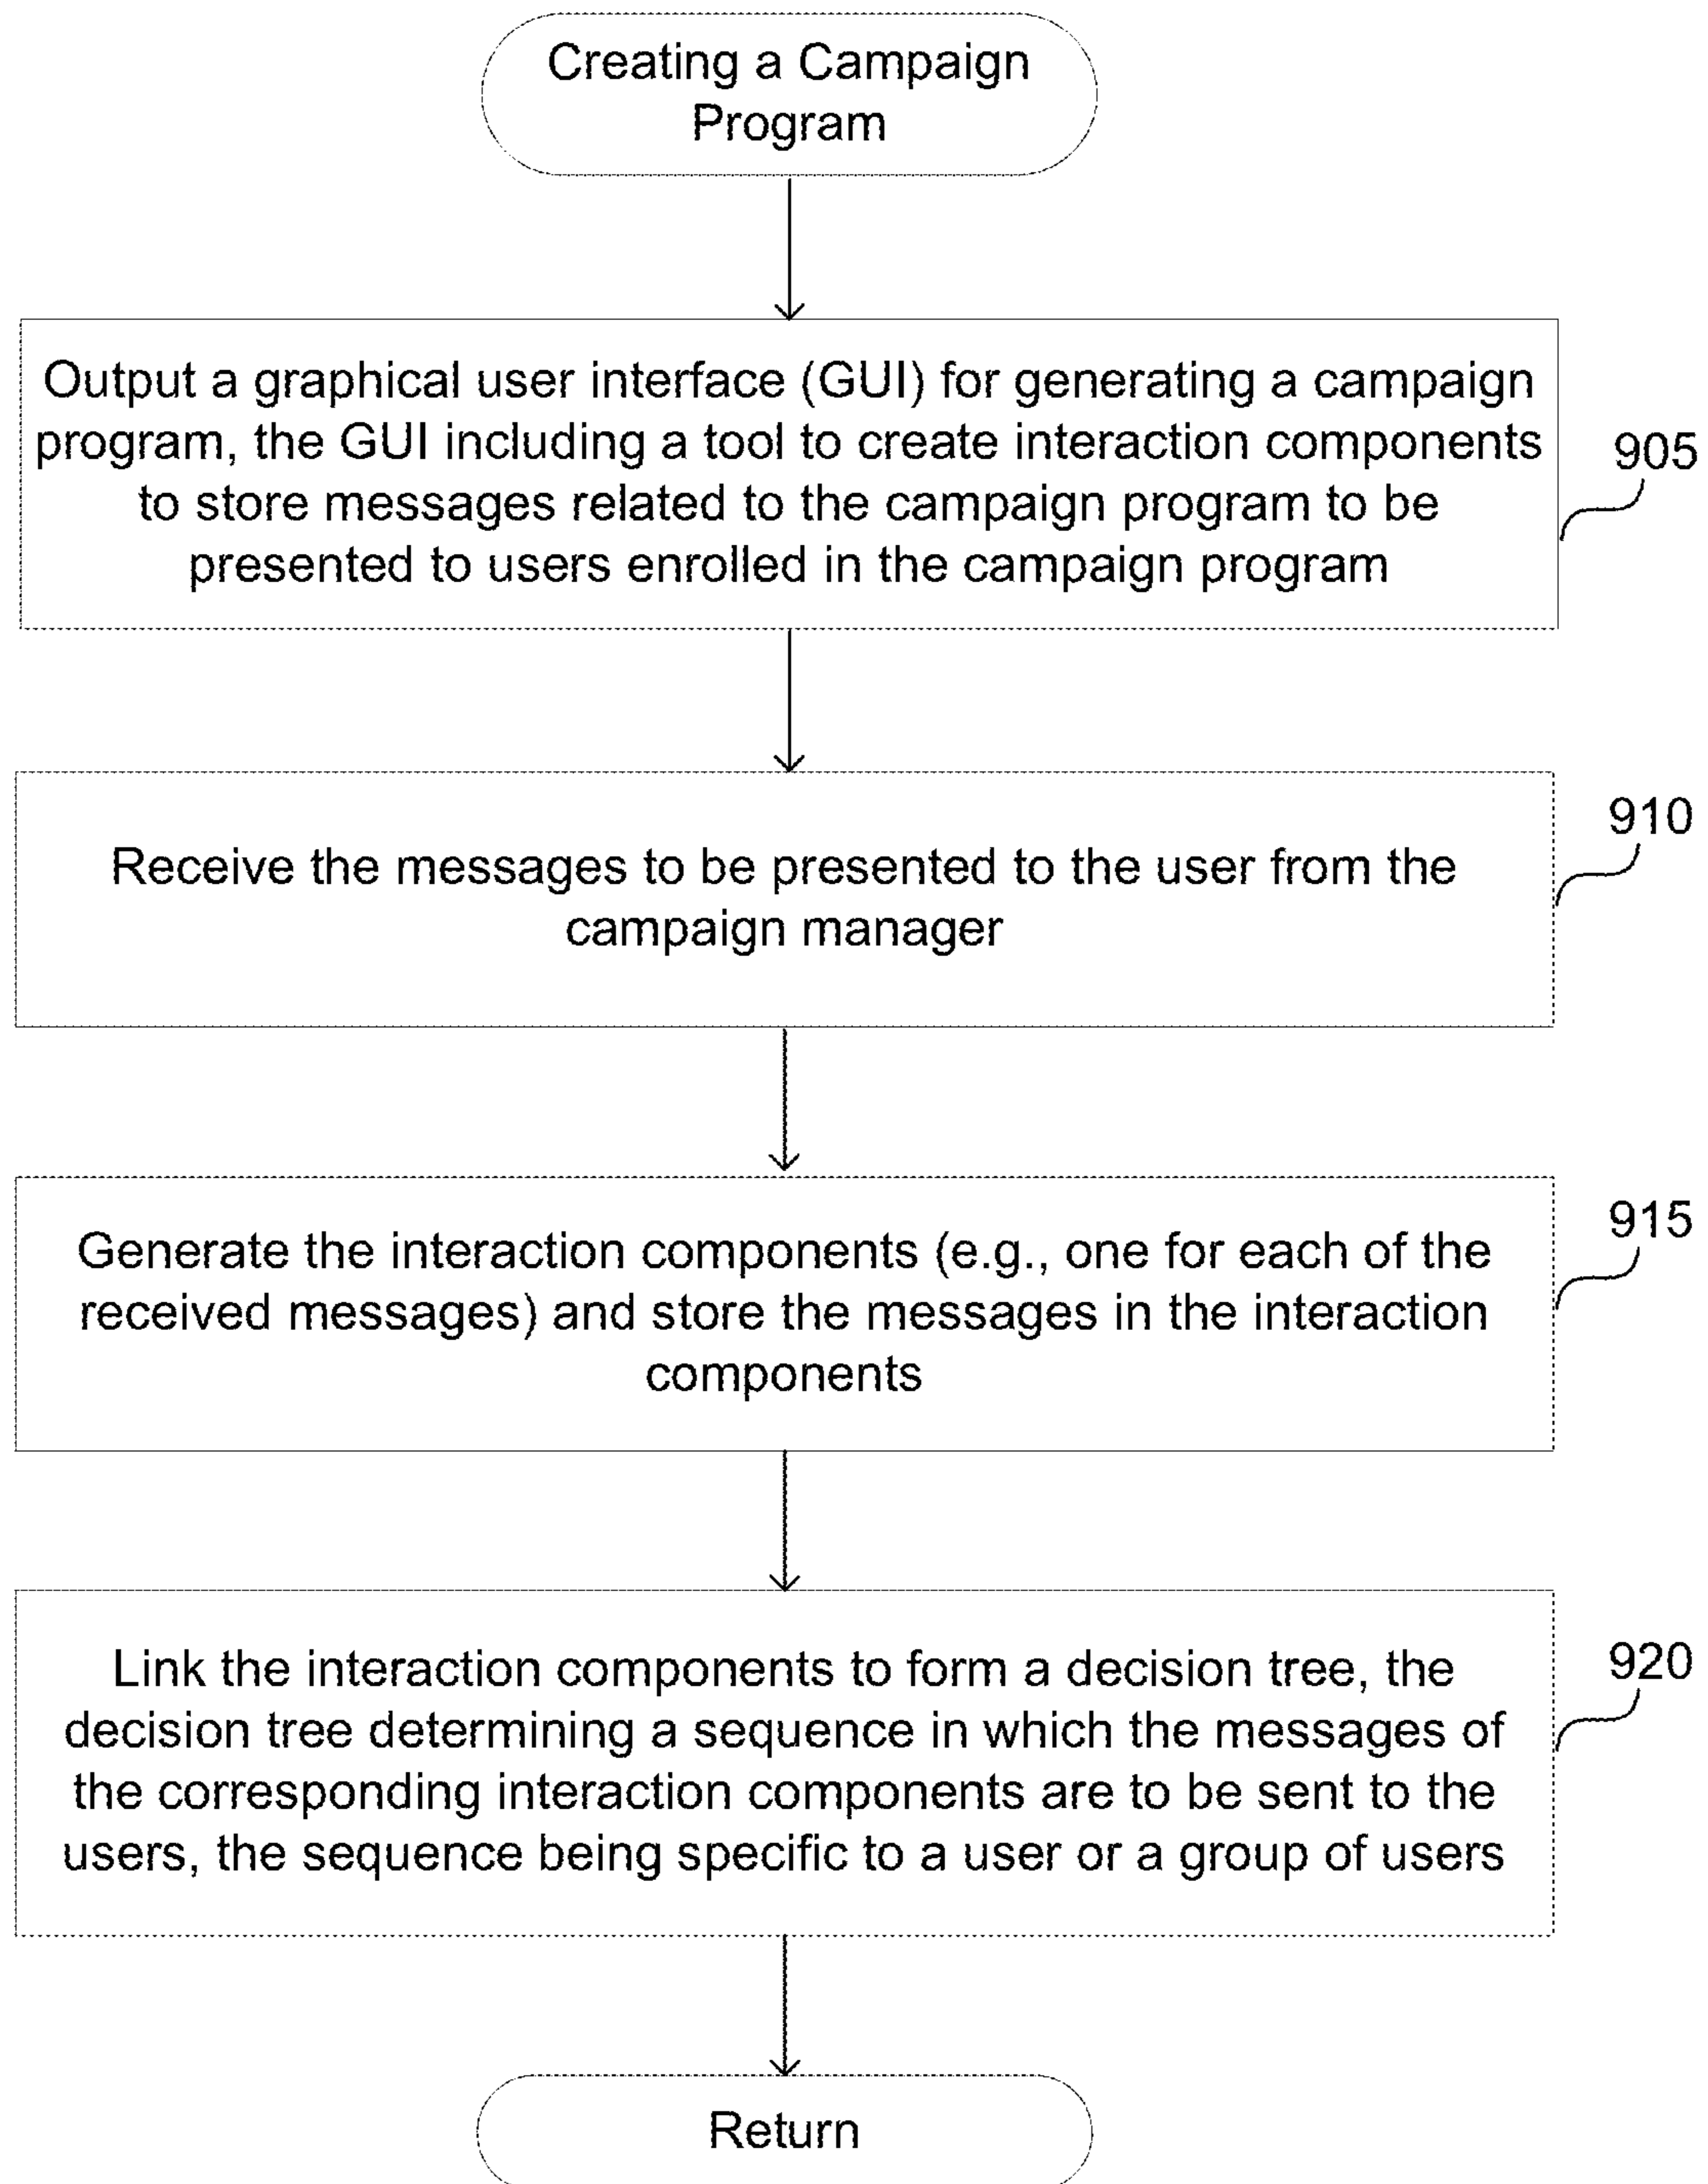 Creating a Campaign
Program
Output a graphical user interface (GUI) for generating a campaign
program, the GUI including a tool to create interaction components
to store messages related to the campaign program to be
presented to users enrolled in the campaign program
905
Receive the messages to be presented to the user from the
campaign manager
910
Generate the interaction components (e.g., one for each of the
received messages) and store the messages in the interaction
components
915
Link the interaction components to form a decision tree, the
decision tree determining a sequence in which the messages of
the corresponding interaction components are to be sent to the
users, the sequence being specific to a user or a group of users
920
Return